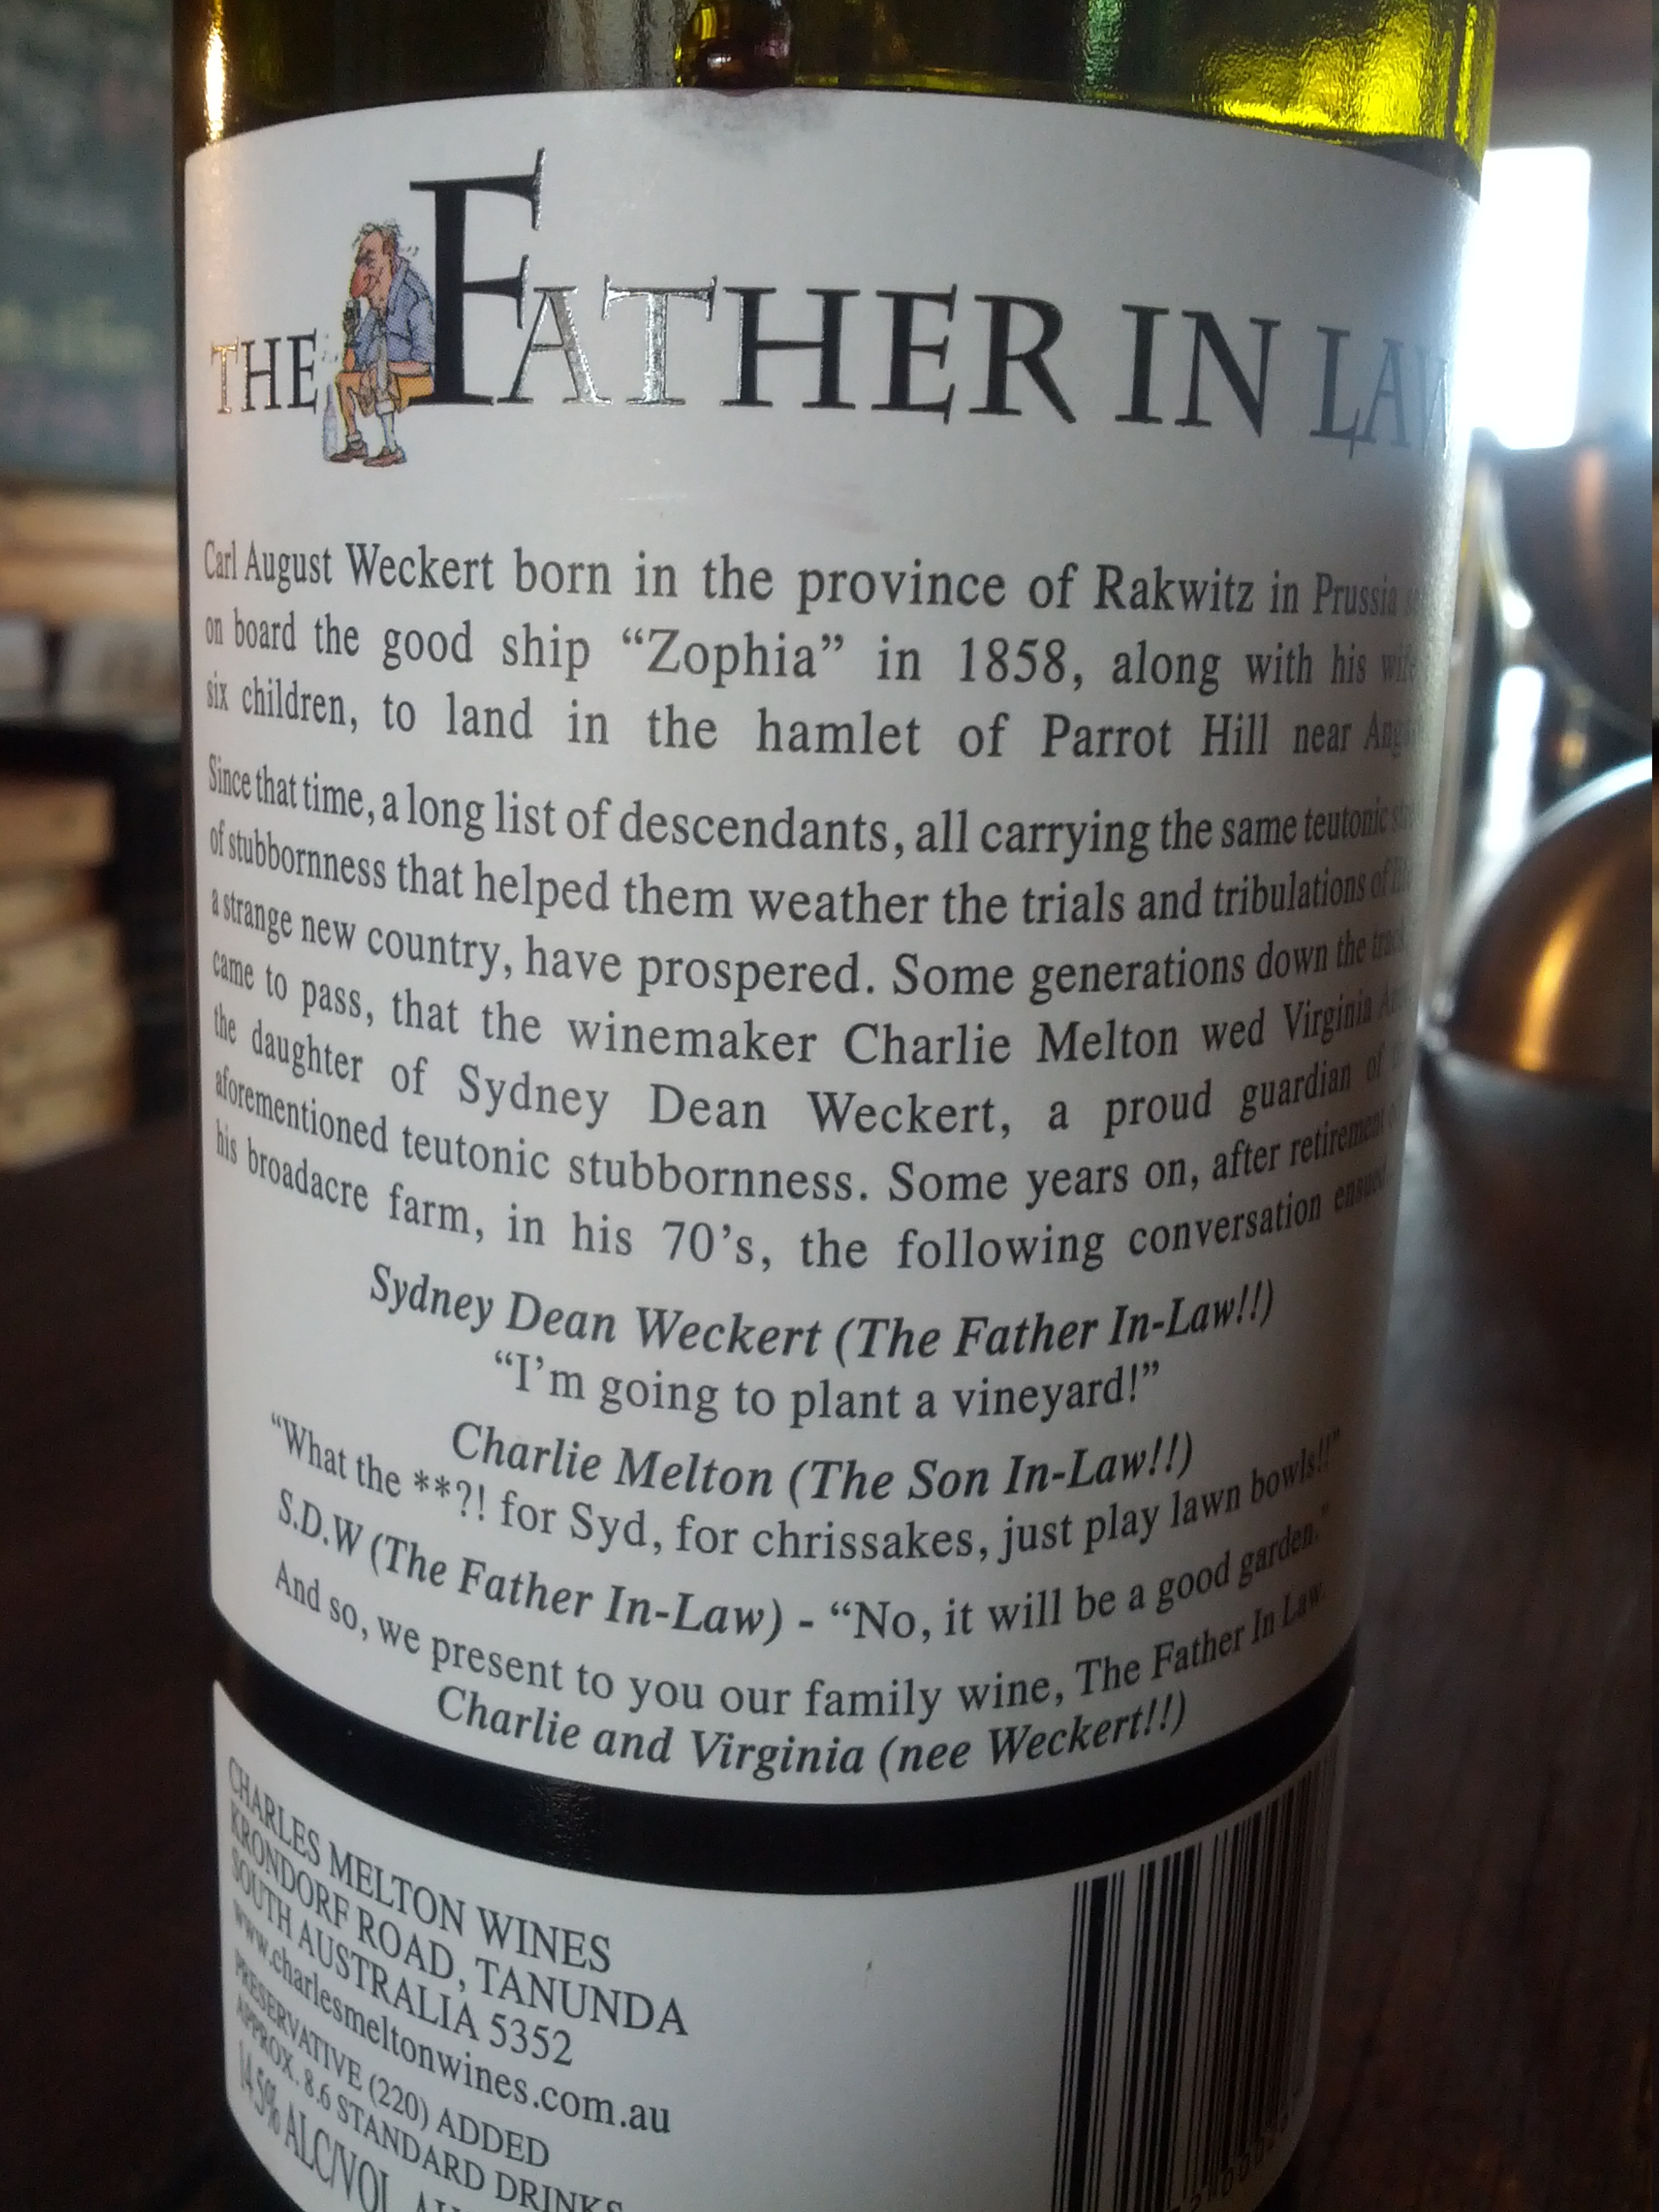 THE FATHER IN LAW
Carl August Weckert born in the province of Rakwitz in Prussia
on board the good ship “Zophia” in 1858, along with his wife
six children, to land in the hamlet of Parrot Hill near
Since that time, a long list of descendants, all carrying the same teutonic
of stubbornness that helped them weather the trials and tribulations of
a strange new country, have prospered. Some generations down the
came to pass, that the winemaker Charlie Melton wed Virginia
the daughter of Sydney Dean Weckert, a proud guardian of
aforementioned teutonic stubbornness. Some years on, after retirement
his broadacre farm, in his 70’s, the following conversation ensued
Sydney Dean Weckert (The Father In-Law!!)
“I’m going to plant a vineyard!”
Charlie Melton (The Son In-Law!!)
“What the **?! for Syd, for chrissakes, just play lawn bowls!!”
S.D.W (The Father In-Law) - “No, it will be a good garden.”
And so, we present to you our family wine, The Father In Law.
Charlie and Virginia (nee Weckert!!)
CHARLES MELTON WINES
KRONDORF ROAD, TANUNDA
SOUTH AUSTRALIA 5352
www.charlesmeltonwines.com.au
PRESERVATIVE (220) ADDED
APPROX. 8.6 STANDARD DRINKS
14.5% ALC/VOL